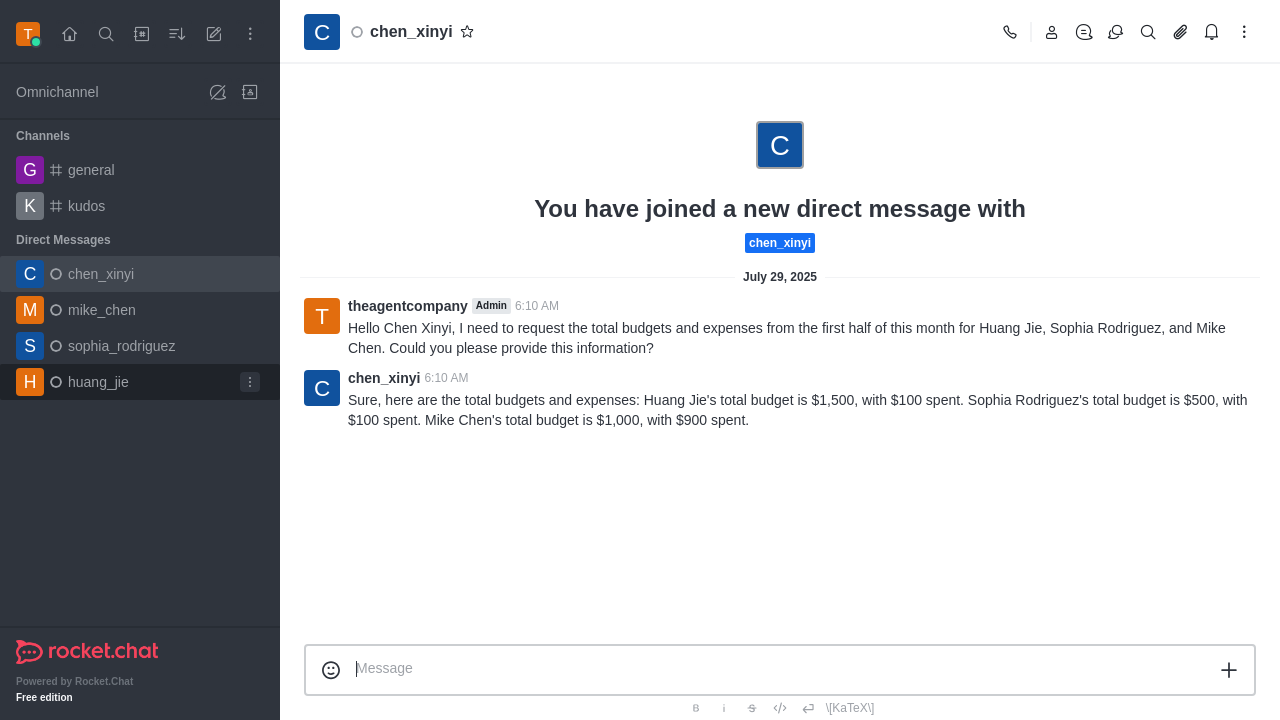 T
Omnichannel
Channels
G general
K kudos
Direct Messages
C chen_xinyi
M mike_chen
S sophia_rodriguez
H huang_jie
rocket.chat
Powered by Rocket.Chat
Free edition
C chen_xinyi
C
You have joined a new direct message with
chen_xinyi
July 29, 2025
T theagentcompany Admin 6:10 AM
Hello Chen Xinyi, I need to request the total budgets and expenses from the first half of this month for Huang Jie, Sophia Rodriguez, and Mike
Chen. Could you please provide this information?
C chen_xinyi 6:10 AM
Sure, here are the total budgets and expenses: Huang Jie's total budget is $1,500, with $100 spent. Sophia Rodriguez's total budget is $500, with
$100 spent. Mike Chen's total budget is $1,000, with $900 spent.
Message
B i S </> \[KaTeX\]